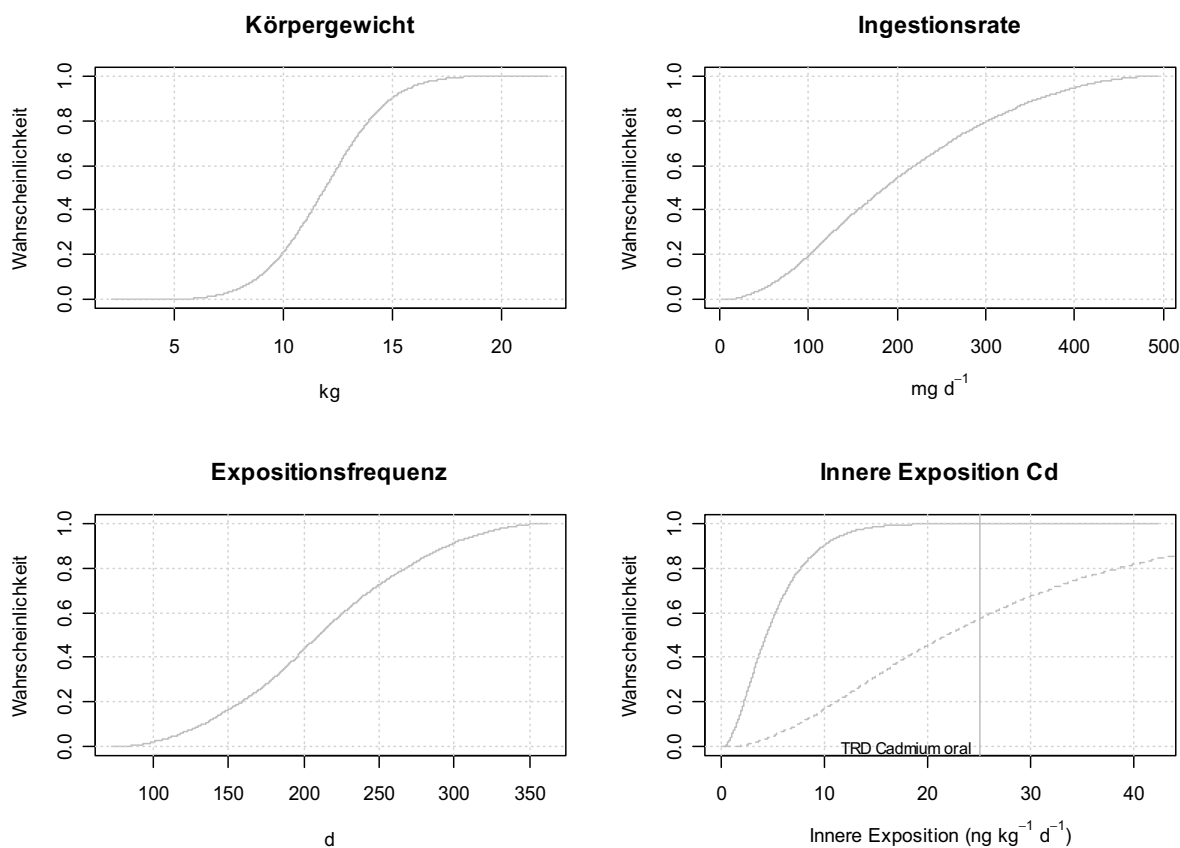 Körpergewicht
Wahrscheinlichkeit
0.0 0.2 0.4 0.6 0.8 1.0
5 10 15 20
kg
Ingestionsrate
Wahrscheinlichkeit
0.0 0.2 0.4 0.6 0.8 1.0
0 100 200 300 400 500
mg d⁻¹
Expositionsfrequenz
Wahrscheinlichkeit
0.0 0.2 0.4 0.6 0.8 1.0
100 150 200 250 300 350
d
Innere Exposition Cd
Wahrscheinlichkeit
0.0 0.2 0.4 0.6 0.8 1.0
TRD Cadmium oral
0 10 20 30 40
Innere Exposition (ng kg⁻¹ d⁻¹)